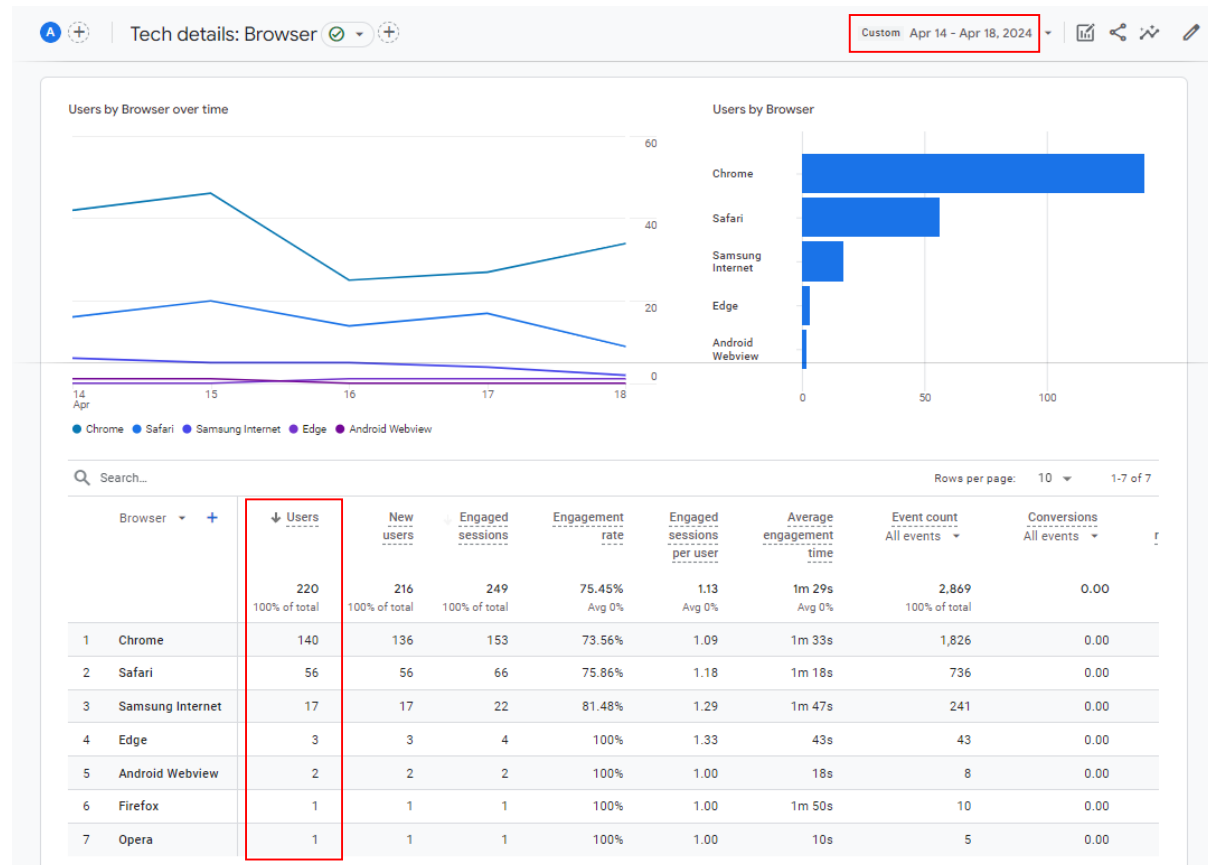 A
Tech details: Browser
Custom Apr 14 - Apr 18, 2024
Users by Browser over time
60
40
20
0
14
Apr
15
16
17
18
Chrome Safari Samsung Internet Edge Android Webview
Users by Browser
Chrome
Safari
Samsung
Internet
Edge
Android
Webview
0 50 100
Search...
Rows per page: 10 1-7 of 7
Browser + Users New users Engaged sessions Engagement rate Engaged sessions per user Average engagement time Event count All events Conversions All events r
220 216 249 75.45% 1.13 1m 29s 2,869 0.00
100% of total 100% of total 100% of total Avg 0% Avg 0% Avg 0% 100% of total
1 Chrome 140 136 153 73.56% 1.09 1m 33s 1,826 0.00
2 Safari 56 56 66 75.86% 1.18 1m 18s 736 0.00
3 Samsung Internet 17 17 22 81.48% 1.29 1m 47s 241 0.00
4 Edge 3 3 4 100% 1.33 43s 43 0.00
5 Android Webview 2 2 2 100% 1.00 18s 8 0.00
6 Firefox 1 1 1 100% 1.00 1m 50s 10 0.00
7 Opera 1 1 1 100% 1.00 10s 5 0.00